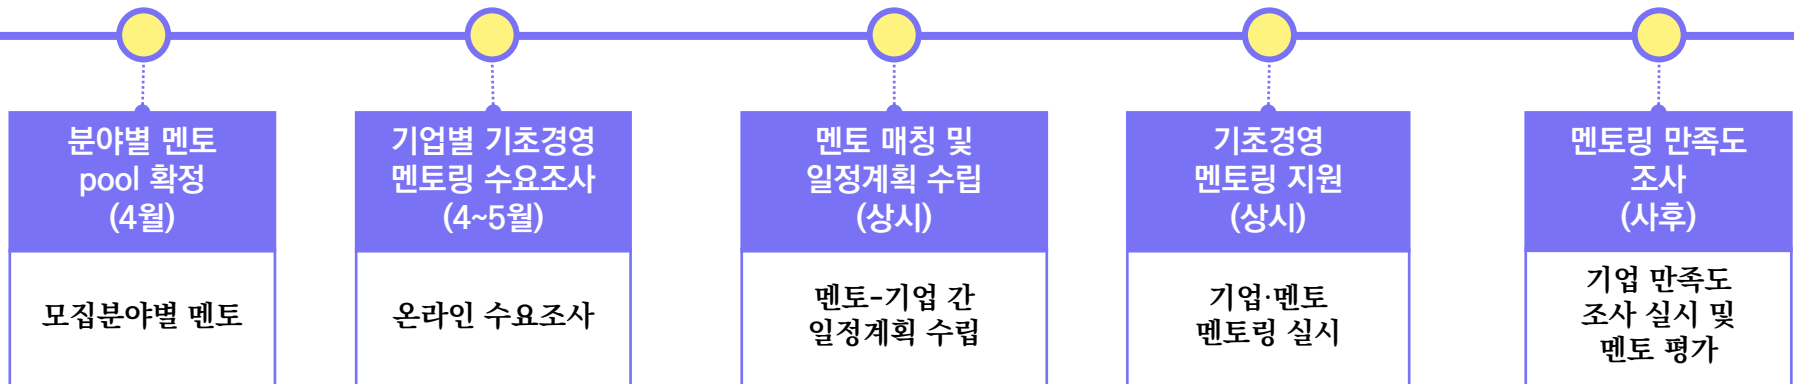 분야별 멘토
pool 확정
(4월)
모집분야별 멘토
기업별 기초경영
멘토링 수요조사
(4~5월)
온라인 수요조사
멘토 매칭 및
일정계획 수립
(상시)
멘토-기업 간
일정계획 수립
기초경영
멘토링 지원
(상시)
기업·멘토
멘토링 실시
멘토링 만족도
조사
(사후)
기업 만족도
조사 실시 및
멘토 평가